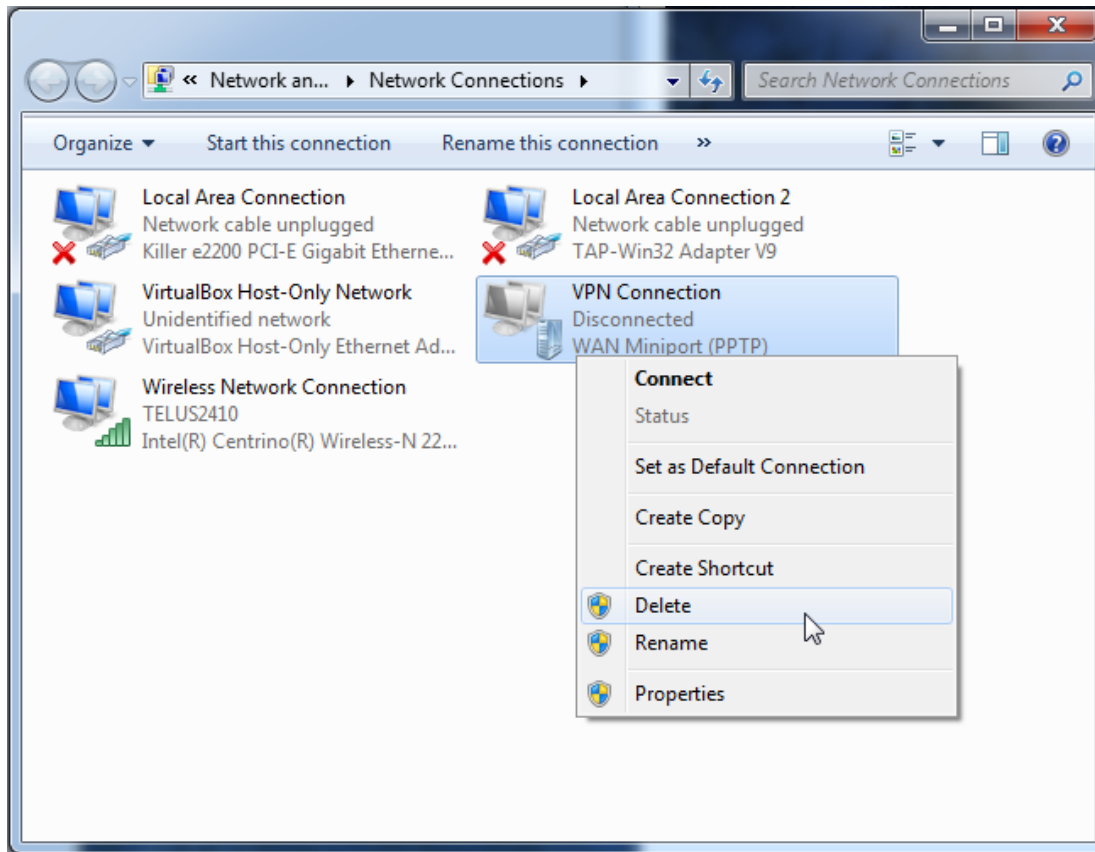 « Network an... Network Connections
Search Network Connections
Organize Start this connection Rename this connection »
Local Area Connection
Network cable unplugged
Killer e2200 PCI-E Gigabit Etherne...
Local Area Connection 2
Network cable unplugged
TAP-Win32 Adapter V9
VirtualBox Host-Only Network
Unidentified network
VirtualBox Host-Only Ethernet Ad...
VPN Connection
Disconnected
WAN Miniport (PPTP)
Wireless Network Connection
TELUS2410
Intel(R) Centrino(R) Wireless-N 22...
Connect
Status
Set as Default Connection
Create Copy
Create Shortcut
Delete
Rename
Properties